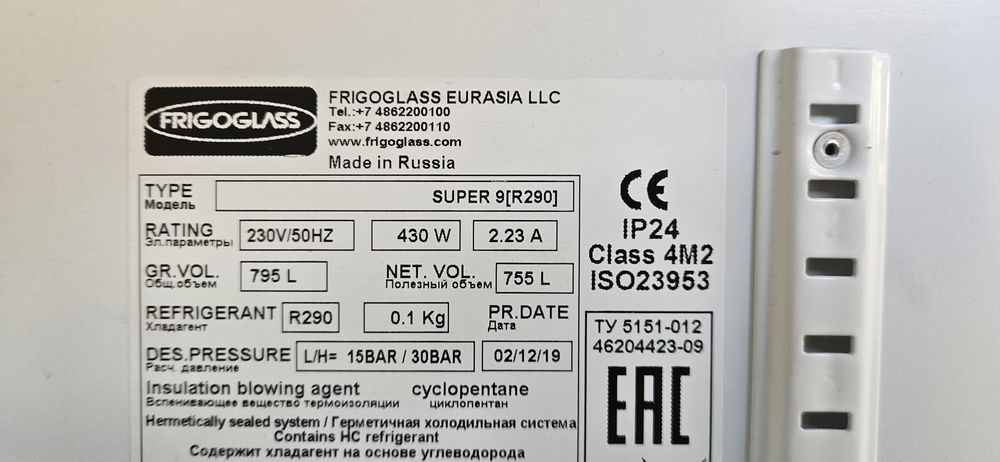 FRIGOGLASS
FRIGOGLASS EURASIA LLC
Tel.:+7 4862200100
Fax:+7 4862200110
www.frigoglass.com
Made in Russia
TYPE SUPER 9[R290]
Модель
RATING 230V/50HZ 430 W 2.23 A
Эл.параметры
GR.VOL. 795 L NET. VOL. 755 L
Общ.объем Полезный объем
REFRIGERANT R290 0.1 Kg PR.DATE
Хладагент Дата
DES.PRESSURE L/H= 15BAR / 30BAR 02/12/19
Расч. давление
Insulation blowing agent cyclopentane
Вспенивающее вещество термоизоляции циклопентан
Hermetically sealed system / Герметичная холодильная система
Contains HC refrigerant
Содержит хладагент на основе углеводорода
CE
IP24
Class 4M2
ISO23953
ТУ 5151-012
46204423-09
EAC
1
2